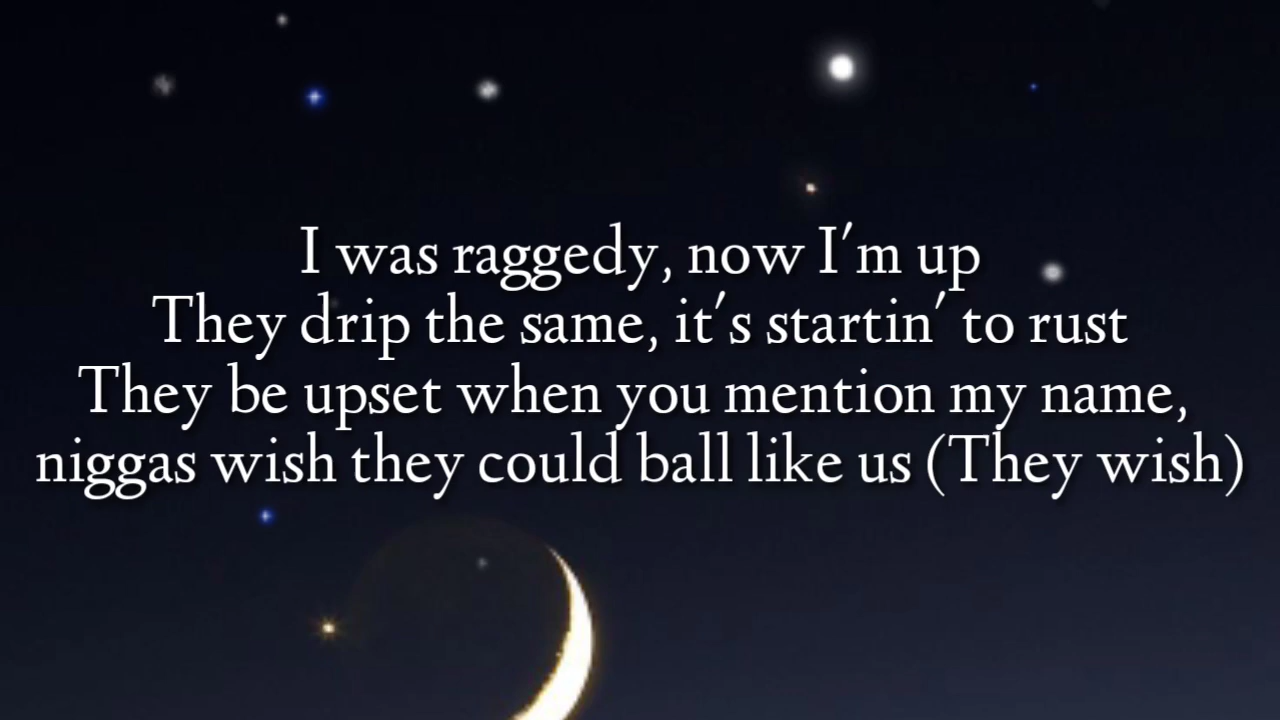 I was raggedy, now I'm up
They drip the same, it's startin' to rust
They be upset when you mention my name,
niggas wish they could ball like us (They wish)